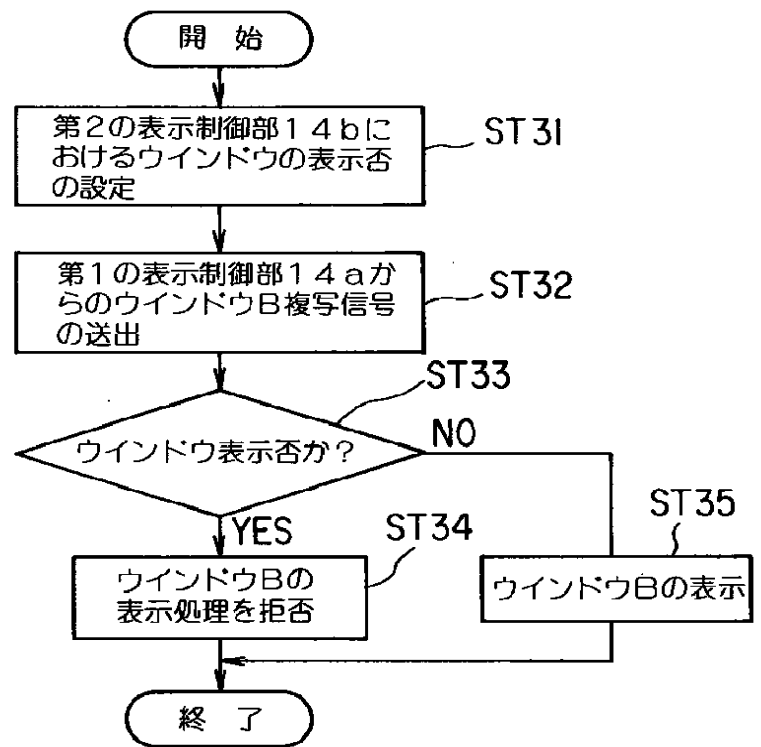 開 始
第2の表示制御部14bに
おけるウインドウの表示否
の設定
ST31
第1の表示制御部14aか
らのウインドウB複写信号
の送出
ST32
ST33
ウインドウ表示否か?
NO
YES
ST34
ウインドウBの
表示処理を拒否
ST35
ウインドウBの表示
終 了